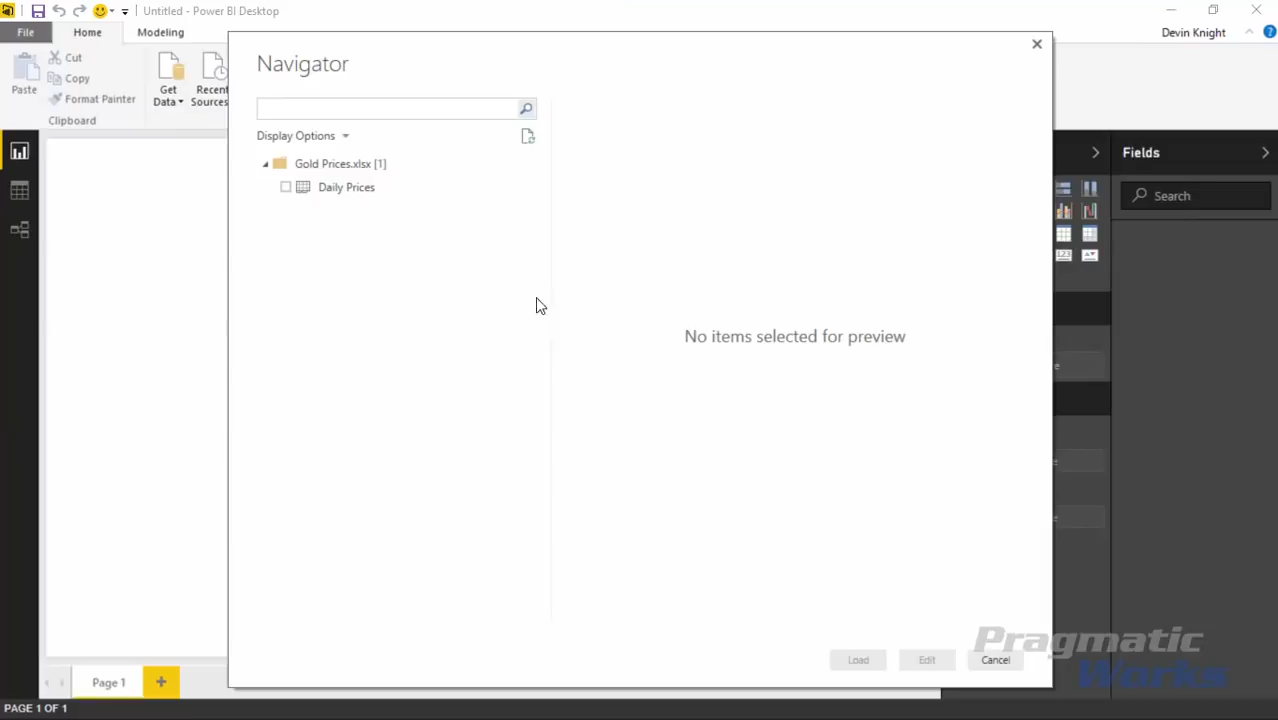 Untitled - Power BI Desktop
File
Home
Modeling
Devin Knight
Paste
Cut
Copy
Format Painter
Clipboard
Get
Data
Recent
Sources
Navigator
Display Options
Gold Prices.xlsx [1]
Daily Prices
No items selected for preview
Load
Edit
Cancel
Fields
Search
123
Pragmatic
Works
Page 1
PAGE 1 OF 1